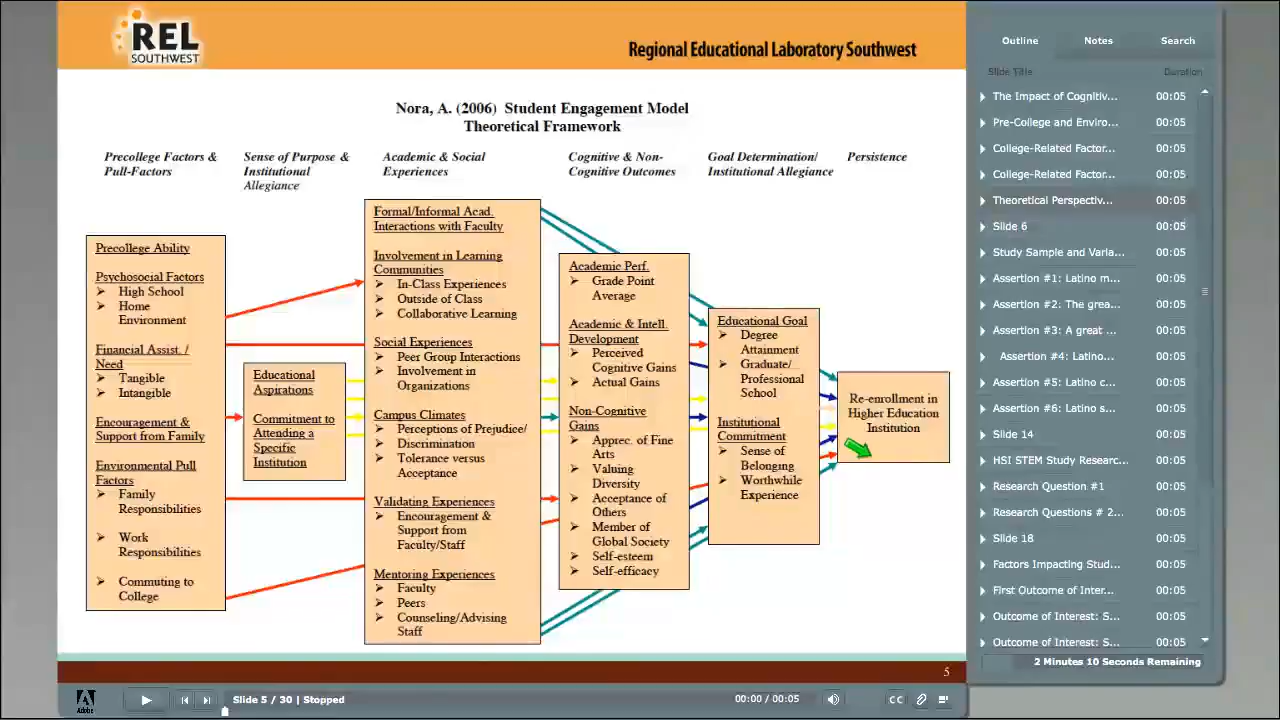 REL
SOUTHWEST
Regional Educational Laboratory Southwest
Nora, A. (2006) Student Engagement Model
Theoretical Framework
Precollege Factors &
Pull-Factors
Sense of Purpose &
Institutional
Allegiance
Academic & Social
Experiences
Cognitive & Non-
Cognitive Outcomes
Goal Determination/
Institutional Allegiance
Persistence
Precollege Ability
Psychosocial Factors
High School
Home
Environment
Financial Assist. /
Need
Tangible
Intangible
Encouragement &
Support from Family
Environmental Pull
Factors
Family
Responsibilities
Work
Responsibilities
Commuting to
College
Educational
Aspirations
Commitment to
Attending a
Specific
Institution
Formal/Informal Acad.
Interactions with Faculty
Involvement in Learning
Communities
In-Class Experiences
Outside of Class
Collaborative Learning
Social Experiences
Peer Group Interactions
Involvement in
Organizations
Campus Climates
Perceptions of Prejudice/
Discrimination
Tolerance versus
Acceptance
Validating Experiences
Encouragement &
Support from
Faculty/Staff
Mentoring Experiences
Faculty
Peers
Counseling/Advising
Staff
Academic Perf.
Grade Point
Average
Academic & Intell.
Development
Perceived
Cognitive Gains
Actual Gains
Non-Cognitive
Gains
Apprec. of Fine
Arts
Valuing
Diversity
Acceptance of
Others
Member of
Global Society
Self-esteem
Self-efficacy
Educational Goal
Degree
Attainment
Graduate/
Professional
School
Institutional
Commitment
Sense of
Belonging
Worthwhile
Experience
Re-enrollment in
Higher Education
Institution
5
Adobe
Slide 5 / 30 | Stopped
00:00 / 00:05
CC
Outline Notes Search
Slide Title Duration
The Impact of Cognitiv... 00:05
Pre-College and Enviro... 00:05
College-Related Factor... 00:05
College-Related Factor... 00:05
Theoretical Perspectiv... 00:05
Slide 6 00:05
Study Sample and Varia... 00:05
Assertion #1: Latino m... 00:05
Assertion #2: The grea... 00:05
Assertion #3: A great ... 00:05
Assertion #4: Latino... 00:05
Assertion #5: Latino c... 00:05
Assertion #6: Latino s... 00:05
Slide 14 00:05
HSI STEM Study Researc... 00:05
Research Question #1 00:05
Research Questions # 2... 00:05
Slide 18 00:05
Factors Impacting Stud... 00:05
First Outcome of Inter... 00:05
Outcome of Interest: S... 00:05
Outcome of Interest: S... 00:05
2 Minutes 10 Seconds Remaining